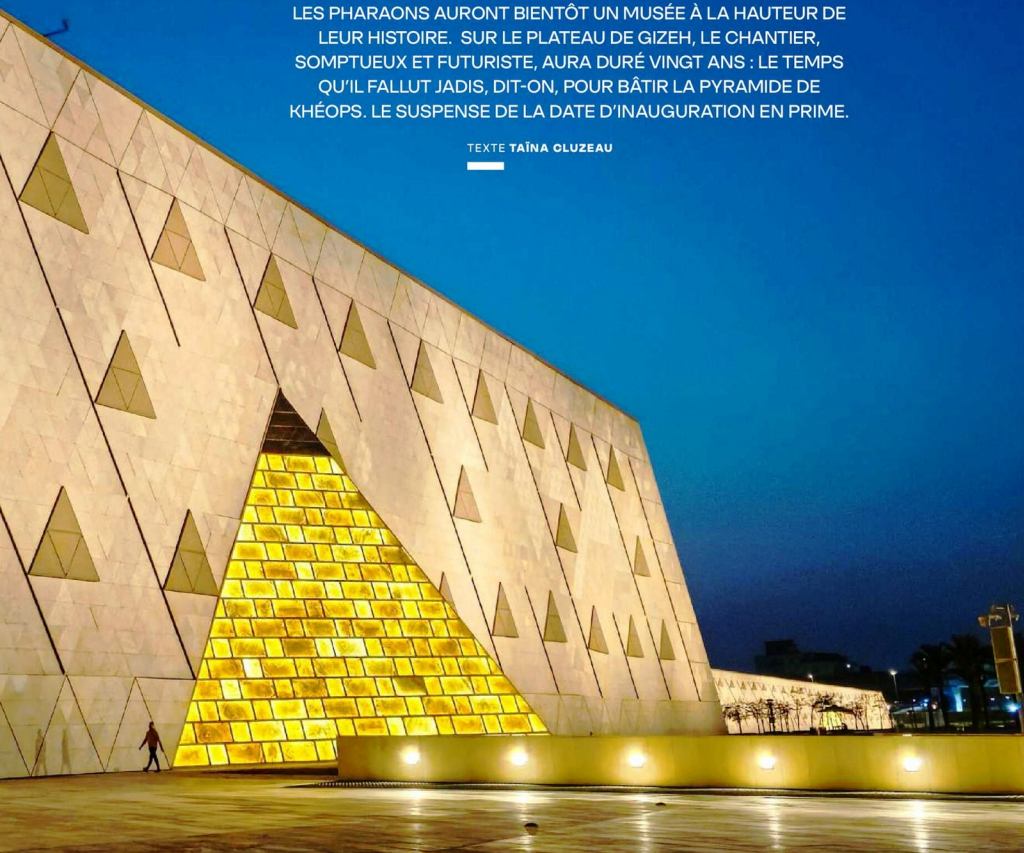 LES PHARAONS AURONT BIENTÔT UN MUSÉE À LA HAUTEUR DE
LEUR HISTOIRE. SUR LE PLATEAU DE GIZEH, LE CHANTIER,
SOMPTUEUX ET FUTURISTE, AURA DURÉ VINGT ANS : LE TEMPS
QU'IL FALLUT JADIS, DIT-ON, POUR BÂTIR LA PYRAMIDE DE
KHÉOPS. LE SUSPENSE DE LA DATE D'INAUGURATION EN PRIME.
TEXTE TAÏNA CLUZEAU